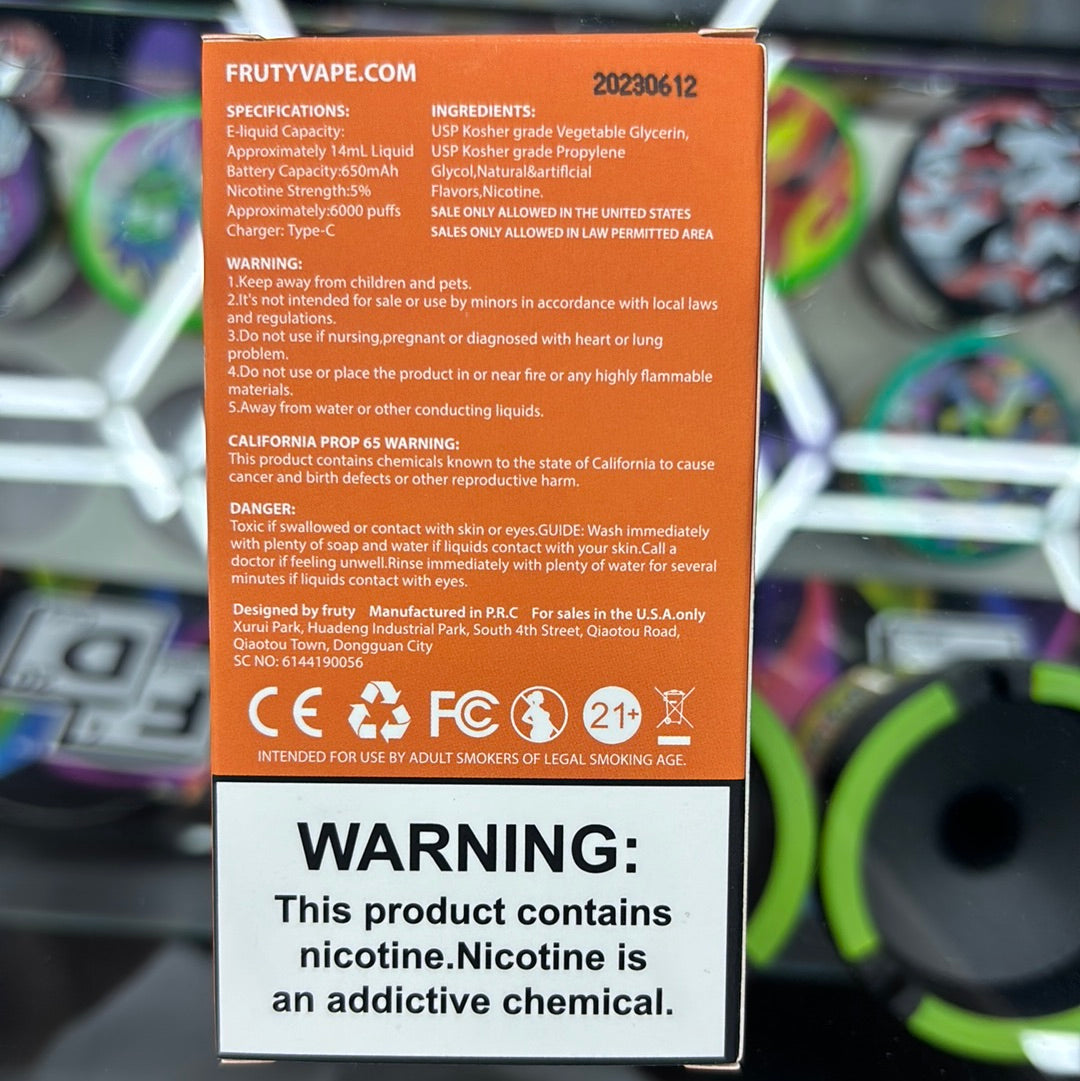 FRUTYVAPE.COM
20230612
SPECIFICATIONS:
E-liquid Capacity:
Approximately 14mL Liquid
Battery Capacity:650mAh
Nicotine Strength:5%
Approximately:6000 puffs
Charger: Type-C
INGREDIENTS:
USP Kosher grade Vegetable Glycerin,
USP Kosher grade Propylene
Glycol,Natural&artificial
Flavors,Nicotine.
SALE ONLY ALLOWED IN THE UNITED STATES
SALES ONLY ALLOWED IN LAW PERMITTED AREA
WARNING:
1.Keep away from children and pets.
2.It's not intended for sale or use by minors in accordance with local laws
and regulations.
3.Do not use if nursing,pregnant or diagnosed with heart or lung
problem.
4.Do not use or place the product in or near fire or any highly flammable
materials.
5.Away from water or other conducting liquids.
CALIFORNIA PROP 65 WARNING:
This product contains chemicals known to the state of California to cause
cancer and birth defects or other reproductive harm.
DANGER:
Toxic if swallowed or contact with skin or eyes.GUIDE: Wash immediately
with plenty of soap and water if liquids contact with your skin.Call a
doctor if feeling unwell.Rinse immediately with plenty of water for several
minutes if liquids contact with eyes.
Designed by fruty Manufactured in P.R.C For sales in the U.S.A.only
Xurui Park, Huadeng Industrial Park, South 4th Street, Qiaotou Road,
Qiaotou Town, Dongguan City
SC NO: 6144190056
CE FC 21+
INTENDED FOR USE BY ADULT SMOKERS OF LEGAL SMOKING AGE.
WARNING:
This product contains
nicotine.Nicotine is
an addictive chemical.